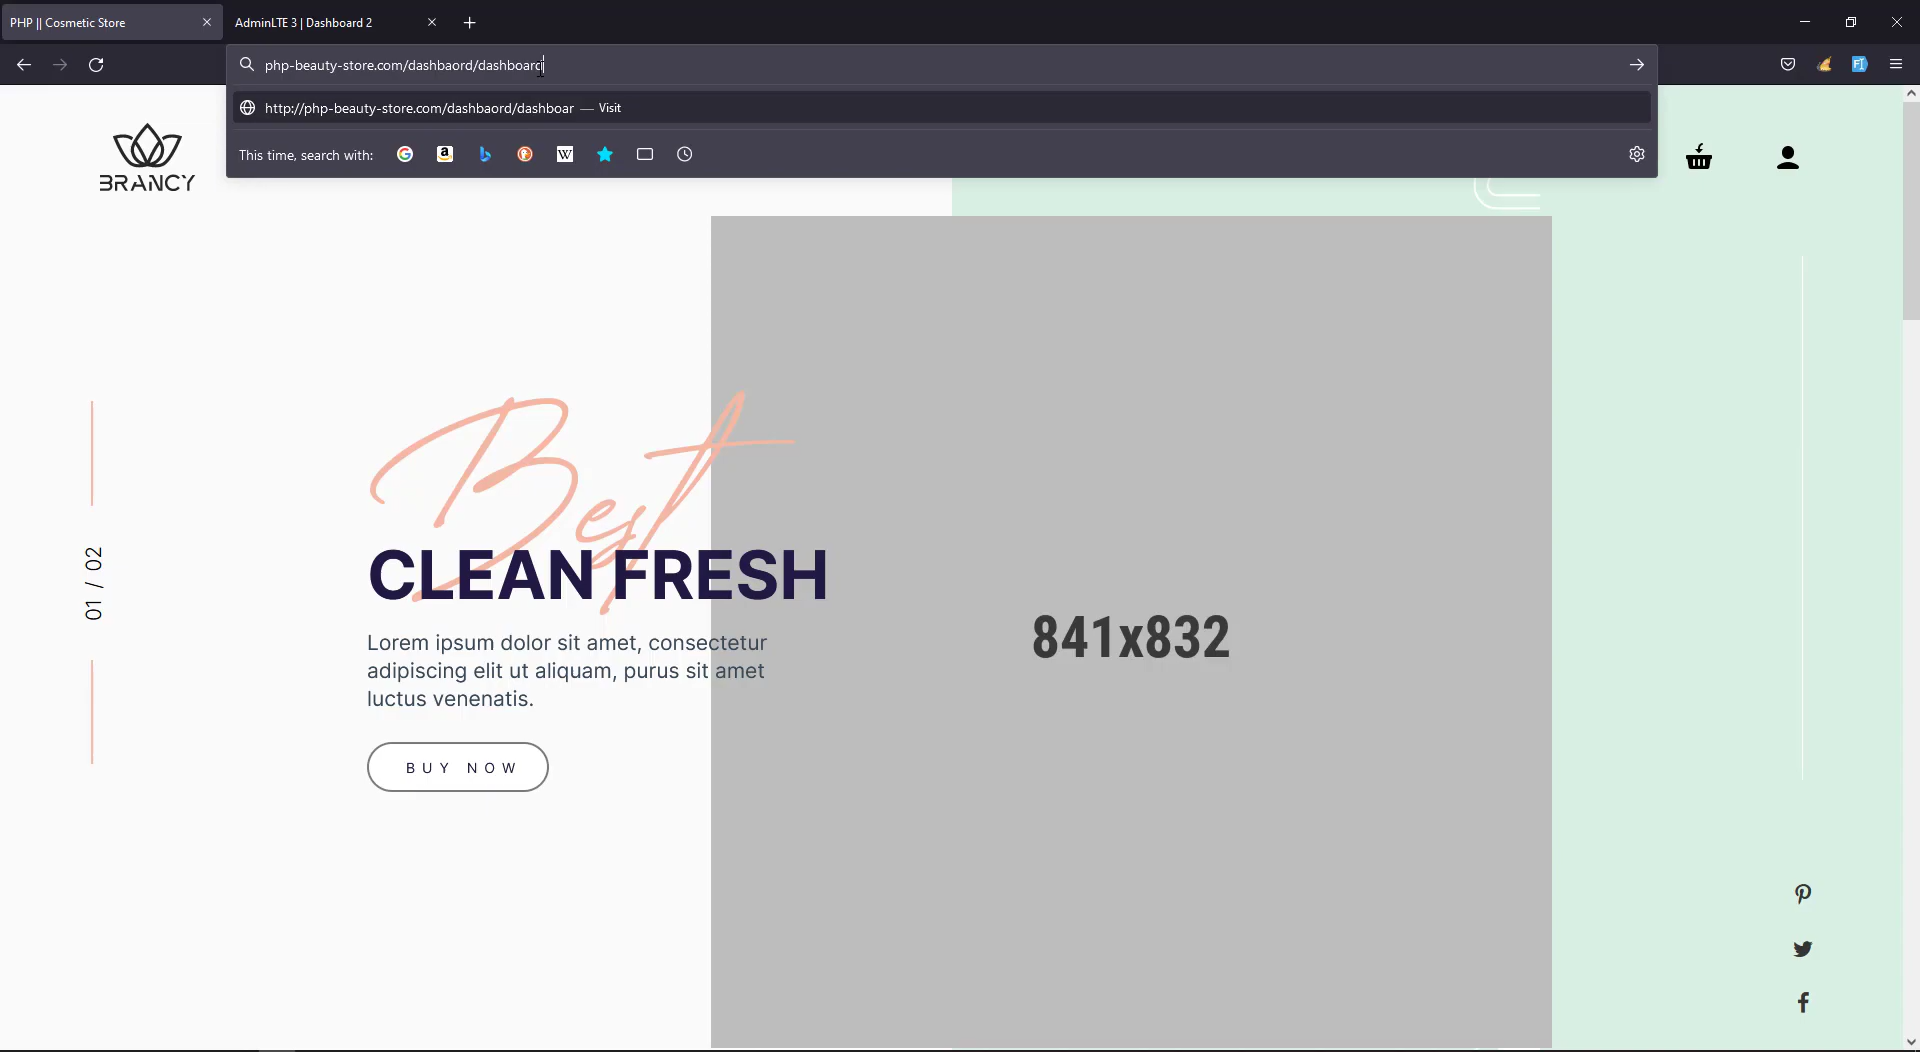 PHP || Cosmetic Store
AdminLTE 3 | Dashboard 2
php-beauty-store.com/dashbaord/dashboard
http://php-beauty-store.com/dashbaord/dashboar — Visit
This time, search with:
BRANCY
01 / 02
Best
CLEAN FRESH
Lorem ipsum dolor sit amet, consectetur
adipiscing elit ut aliquam, purus sit amet
luctus venenatis.
BUY NOW
841x832